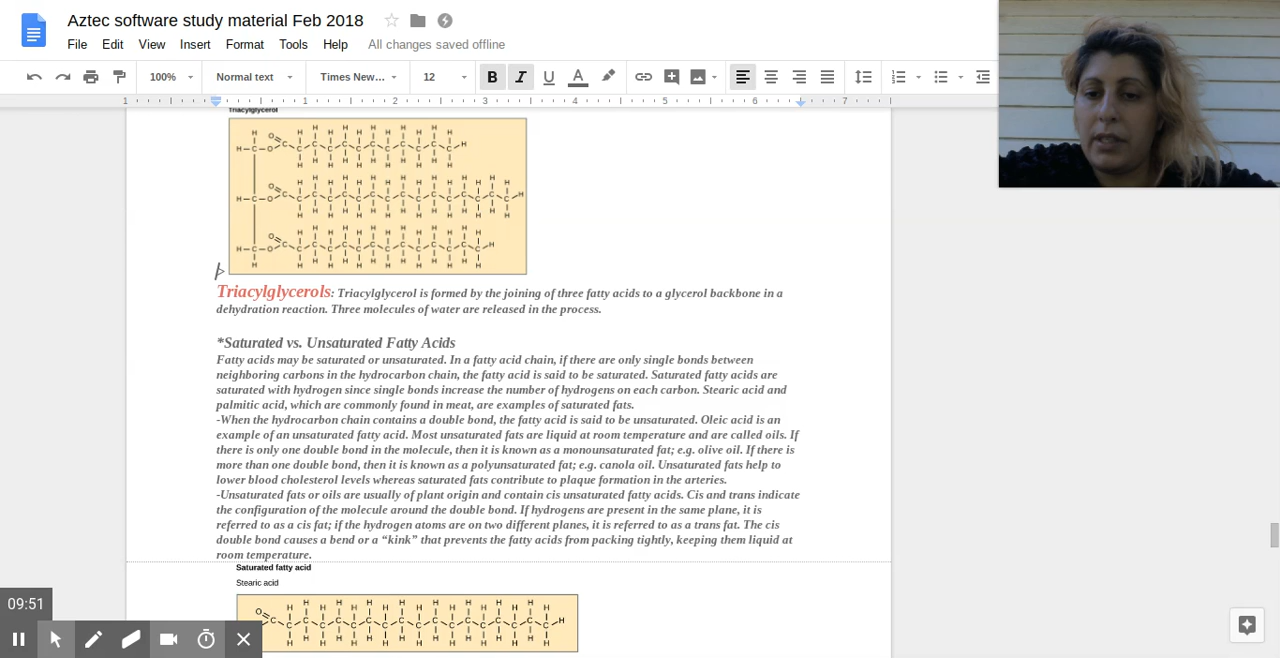 Aztec software study material Feb 2018
File Edit View Insert Format Tools Help All changes saved offline
100% Normal text Times New... 12 B I U A
1 1 2 3 4 5 6 7
Triacylglycerol
Triacylglycerols: Triacylglycerol is formed by the joining of three fatty acids to a glycerol backbone in a
dehydration reaction. Three molecules of water are released in the process.
*Saturated vs. Unsaturated Fatty Acids
Fatty acids may be saturated or unsaturated. In a fatty acid chain, if there are only single bonds between
neighboring carbons in the hydrocarbon chain, the fatty acid is said to be saturated. Saturated fatty acids are
saturated with hydrogen since single bonds increase the number of hydrogens on each carbon. Stearic acid and
palmitic acid, which are commonly found in meat, are examples of saturated fats.
-When the hydrocarbon chain contains a double bond, the fatty acid is said to be unsaturated. Oleic acid is an
example of an unsaturated fatty acid. Most unsaturated fats are liquid at room temperature and are called oils. If
there is only one double bond in the molecule, then it is known as a monounsaturated fat; e.g. olive oil. If there is
more than one double bond, then it is known as a polyunsaturated fat; e.g. canola oil. Unsaturated fats help to
lower blood cholesterol levels whereas saturated fats contribute to plaque formation in the arteries.
-Unsaturated fats or oils are usually of plant origin and contain cis unsaturated fatty acids. Cis and trans indicate
the configuration of the molecule around the double bond. If hydrogens are present in the same plane, it is
referred to as a cis fat; if the hydrogen atoms are on two different planes, it is referred to as a trans fat. The cis
double bond causes a bend or a “kink” that prevents the fatty acids from packing tightly, keeping them liquid at
room temperature.
Saturated fatty acid
Stearic acid
09:51